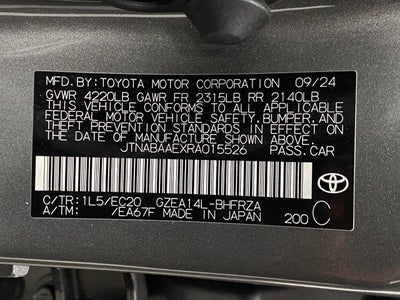 MFD.BY:TOYOTA MOTOR CORPORATION 09/24
GVWR 4220LB GAWR FR 2315LB RR 2140LB
THIS VEHICLE CONFORMS TO ALL APPLICABLE
FEDERAL MOTOR VEHICLE SAFETY,BUMPER,AND
THEFT PREVENTION STANDARDS IN EFFECT ON
THE DATE OF MANUFACTURE SHOWN ABOVE.
JTNABAAEXRA015526 PASS.CAR
C/TR:1L5/EC20 GZEA14L-BHFRZA
A/TM: /EA67F MADE IN JAPAN 200 C
TOYOTA